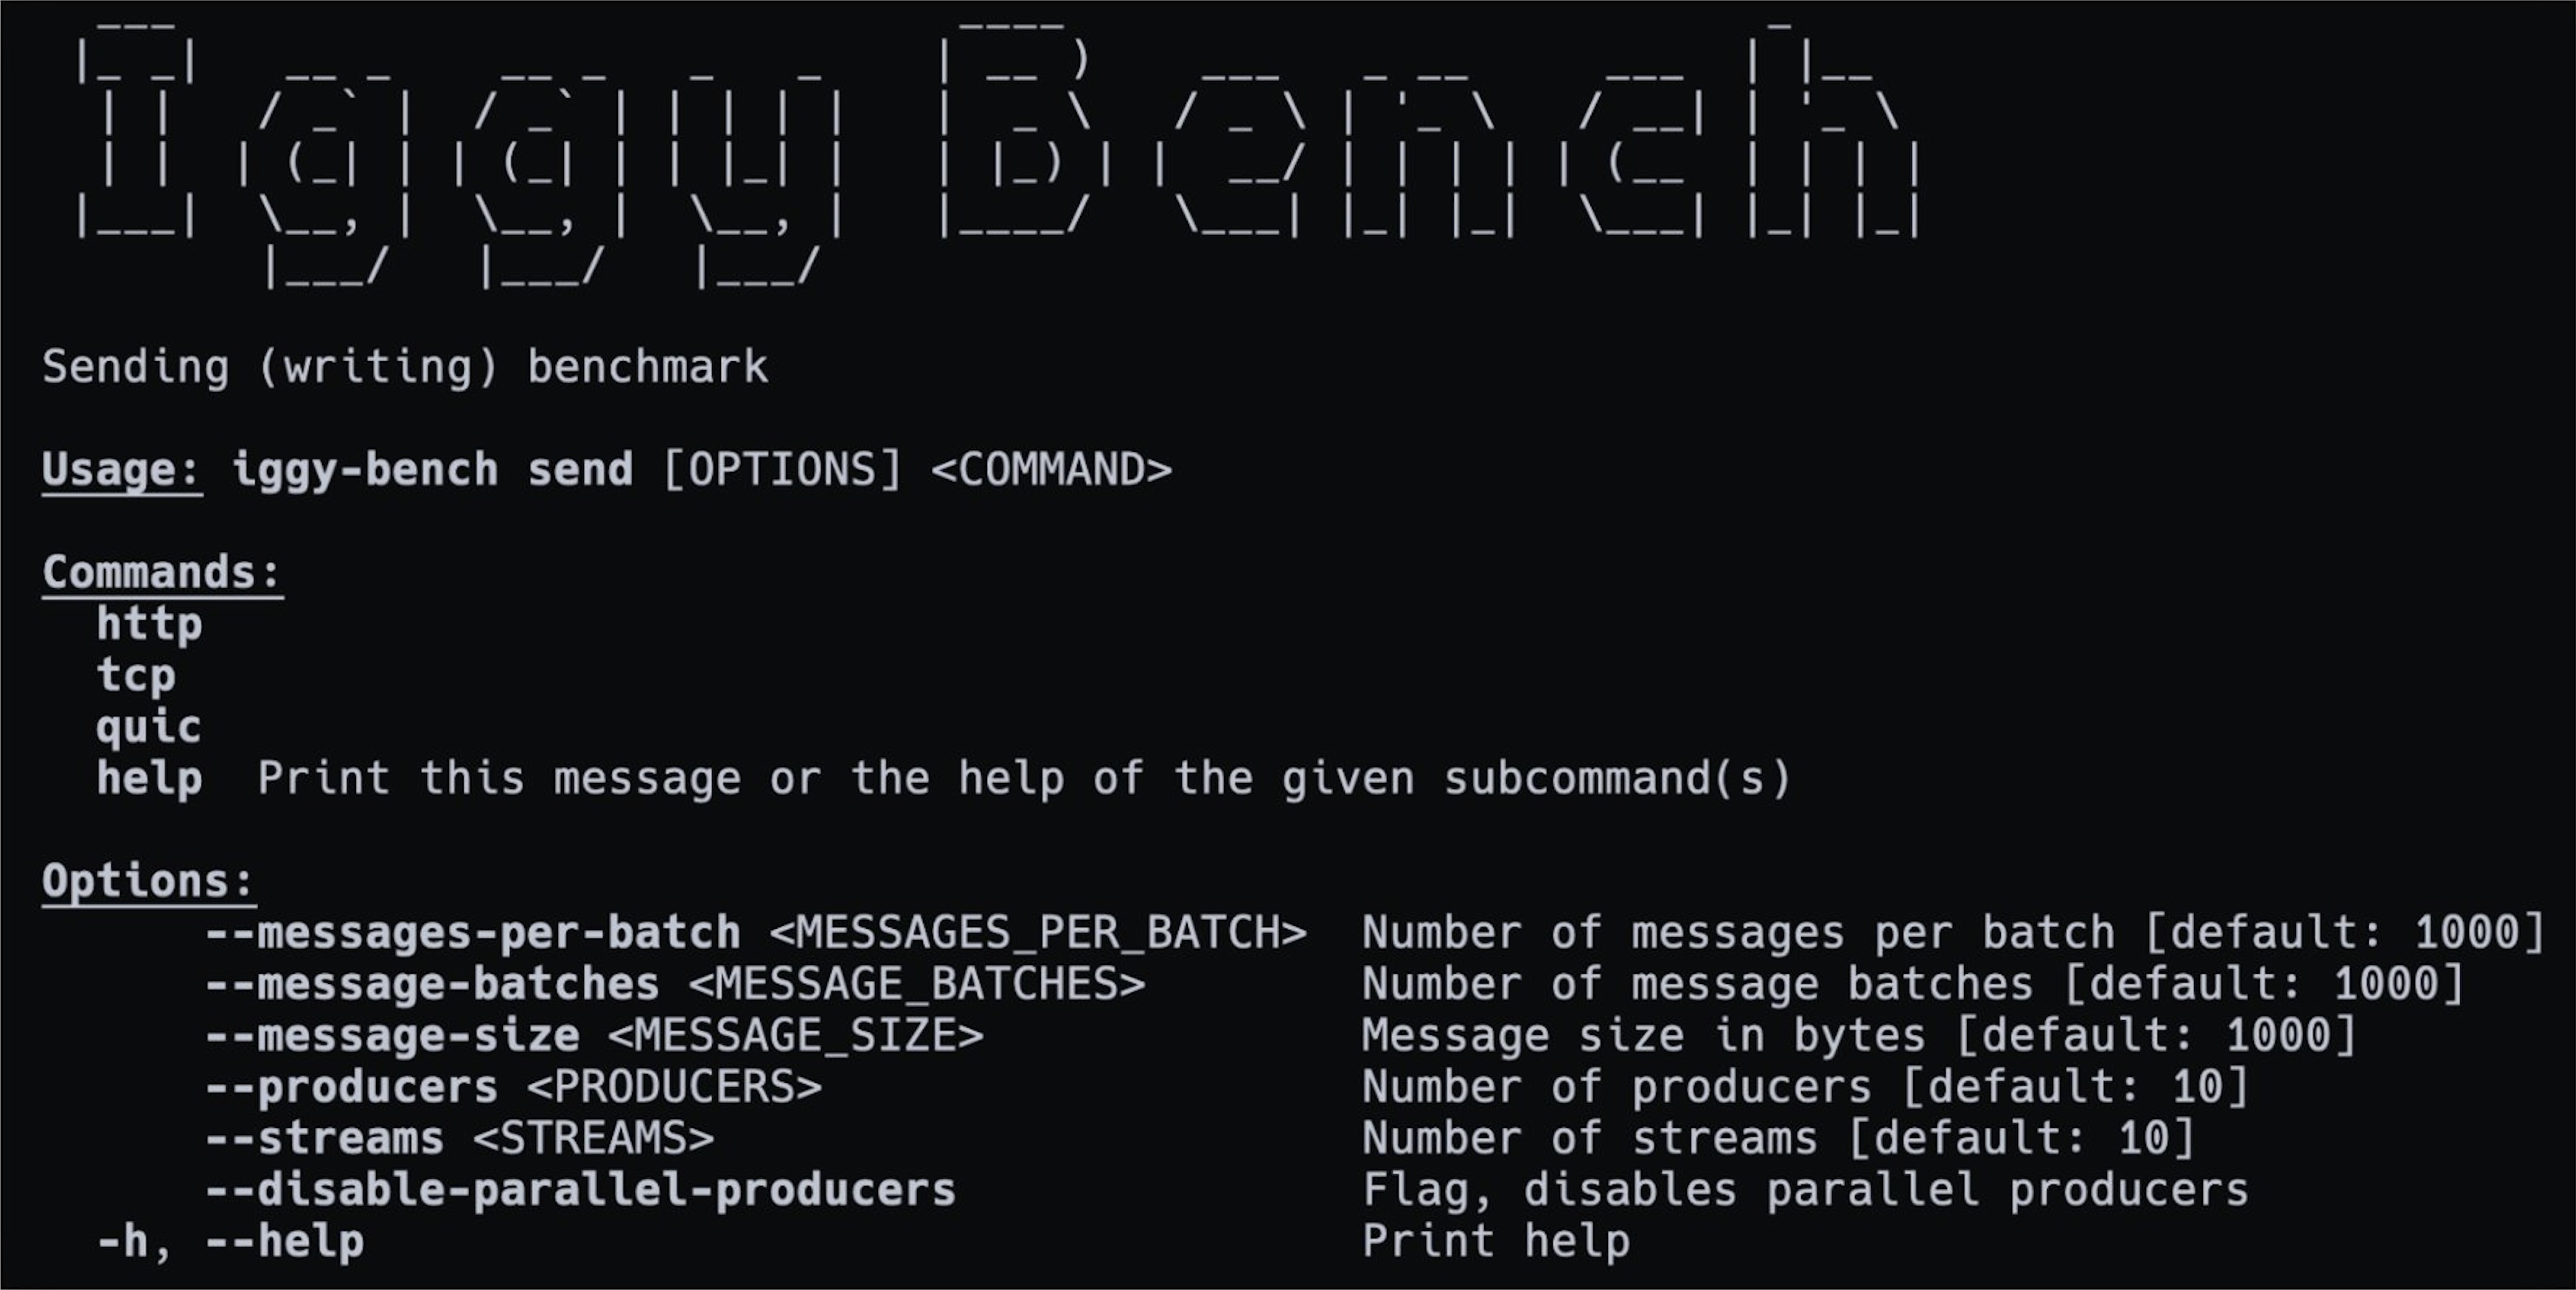 Iggy Bench
Sending (writing) benchmark
Usage: iggy-bench send [OPTIONS] <COMMAND>
Commands:
http
tcp
quic
help  Print this message or the help of the given subcommand(s)
Options:
--messages-per-batch <MESSAGES_PER_BATCH>  Number of messages per batch [default: 1000]
--message-batches <MESSAGE_BATCHES>  Number of message batches [default: 1000]
--message-size <MESSAGE_SIZE>  Message size in bytes [default: 1000]
--producers <PRODUCERS>  Number of producers [default: 10]
--streams <STREAMS>  Number of streams [default: 10]
--disable-parallel-producers  Flag, disables parallel producers
-h, --help  Print help